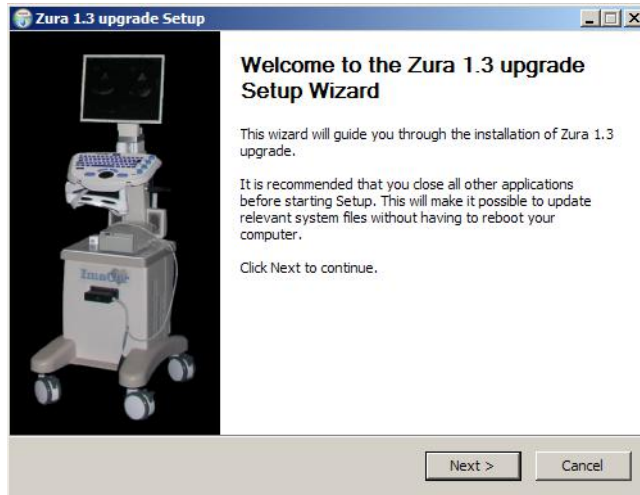 Zura 1.3 upgrade Setup
Welcome to the Zura 1.3 upgrade
Setup Wizard
This wizard will guide you through the installation of Zura 1.3
upgrade.
It is recommended that you close all other applications
before starting Setup. This will make it possible to update
relevant system files without having to reboot your
computer.
Click Next to continue.
Next >
Cancel